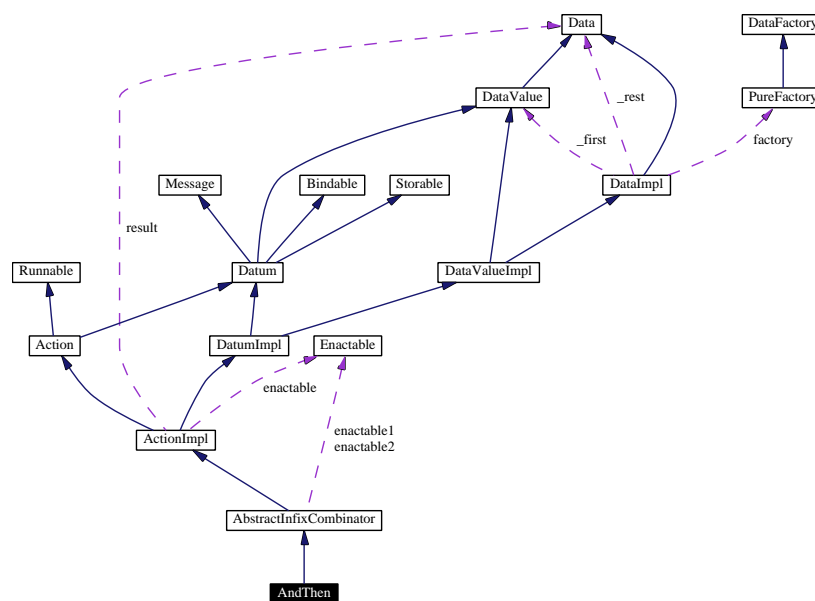 Data
DataFactory
DataValue
_rest
PureFactory
_first
factory
Message
Bindable
Storable
DataImpl
result
Runnable
Datum
DataValueImpl
Action
DatumImpl
Enactable
enactable
ActionImpl
enactable1
enactable2
AbstractInfixCombinator
AndThen